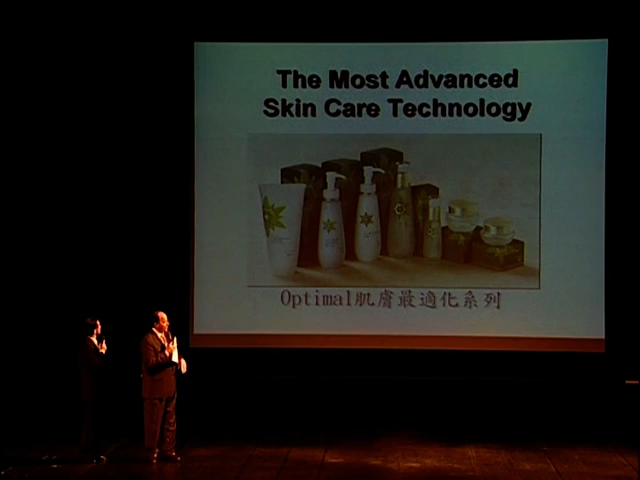 The Most Advanced
Skin Care Technology
Optimal肌膚最適化系列